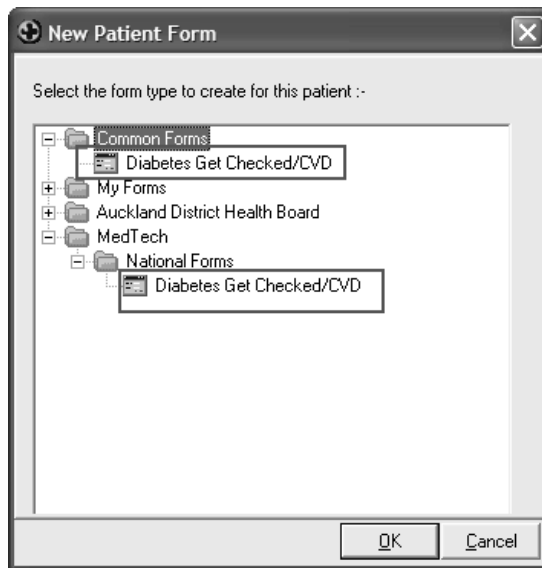 New Patient Form
Select the form type to create for this patient :-
Common Forms
Diabetes Get Checked/CVD
My Forms
Auckland District Health Board
MedTech
National Forms
Diabetes Get Checked/CVD
OK Cancel